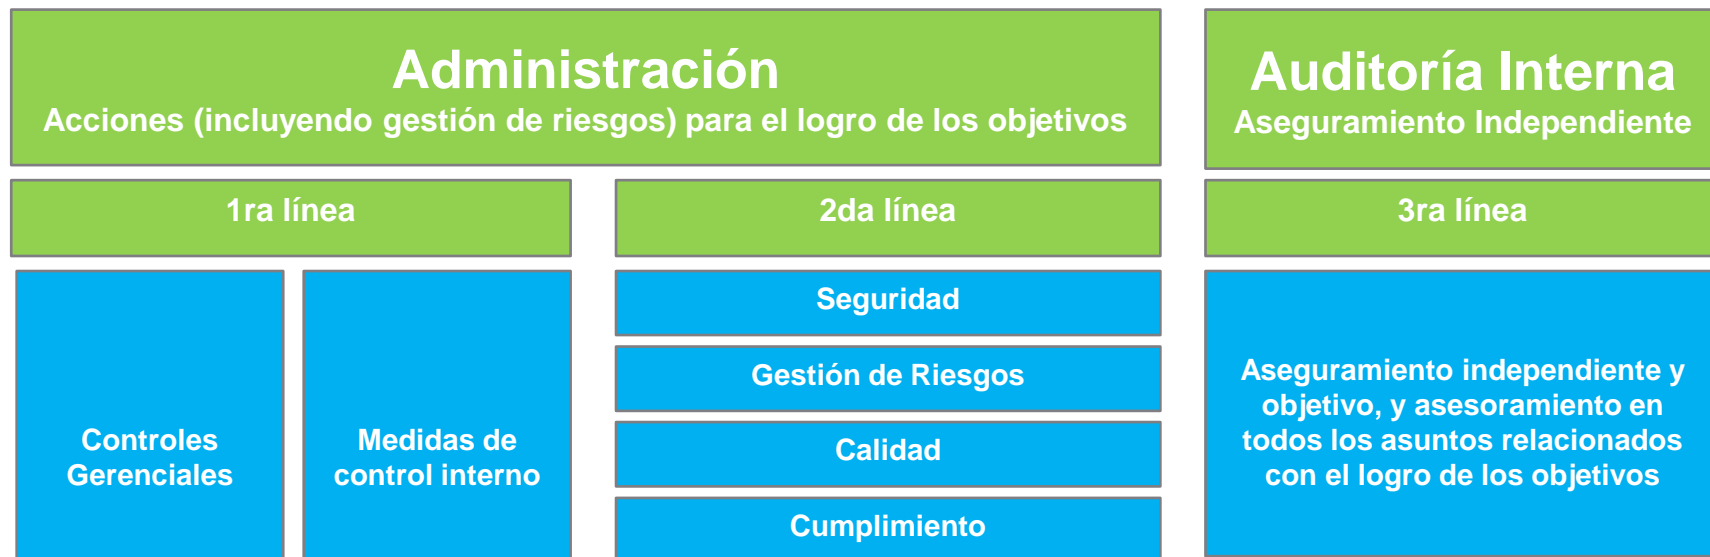 Administración
Acciones (incluyendo gestión de riesgos) para el logro de los objetivos
Auditoría Interna
Aseguramiento Independiente
1ra línea
2da línea
3ra línea
Controles
Gerenciales
Medidas de
control interno
Seguridad
Gestión de Riesgos
Calidad
Cumplimiento
Aseguramiento independiente y
objetivo, y asesoramiento en
todos los asuntos relacionados
con el logro de los objetivos